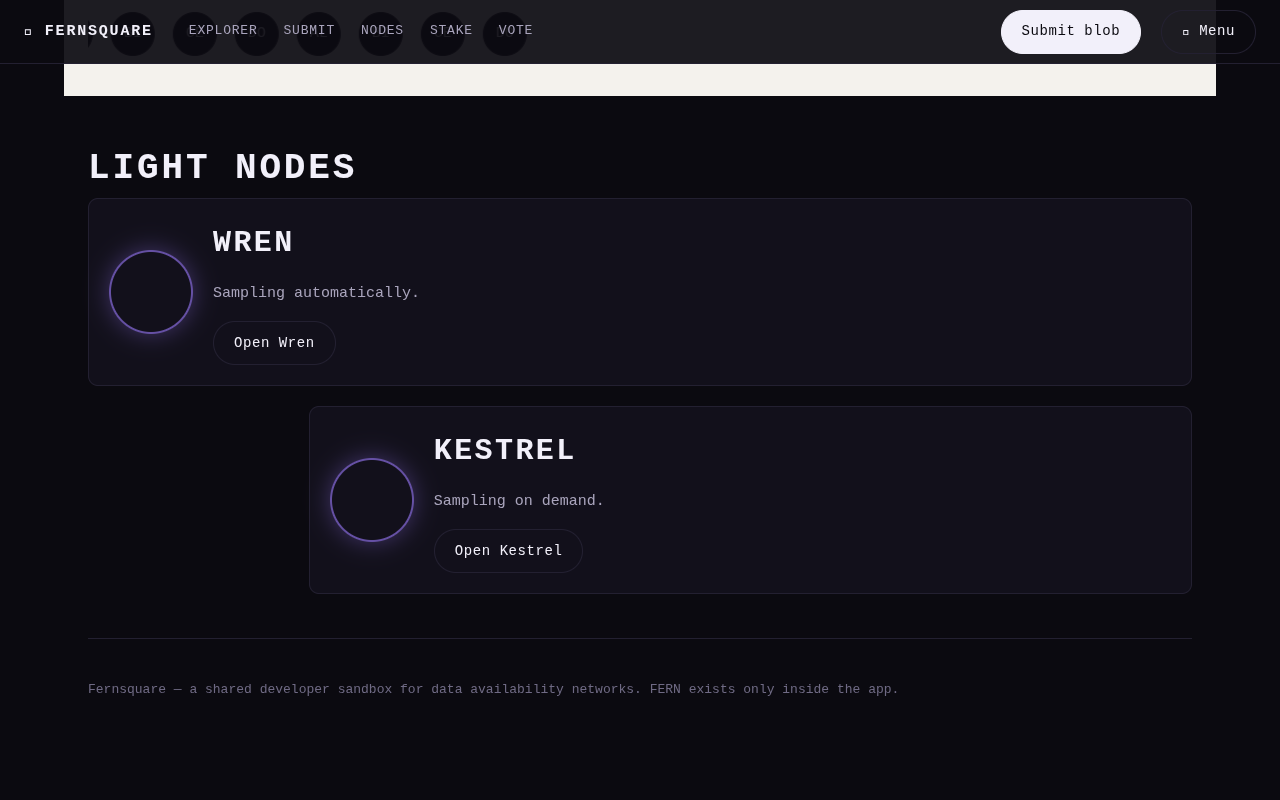 FERNSQUARE
EXPLORER SUBMIT NODES STAKE VOTE
Submit blob
Menu
LIGHT NODES
WREN
Sampling automatically.
Open Wren
KESTREL
Sampling on demand.
Open Kestrel
Fernsquare — a shared developer sandbox for data availability networks. FERN exists only inside the app.